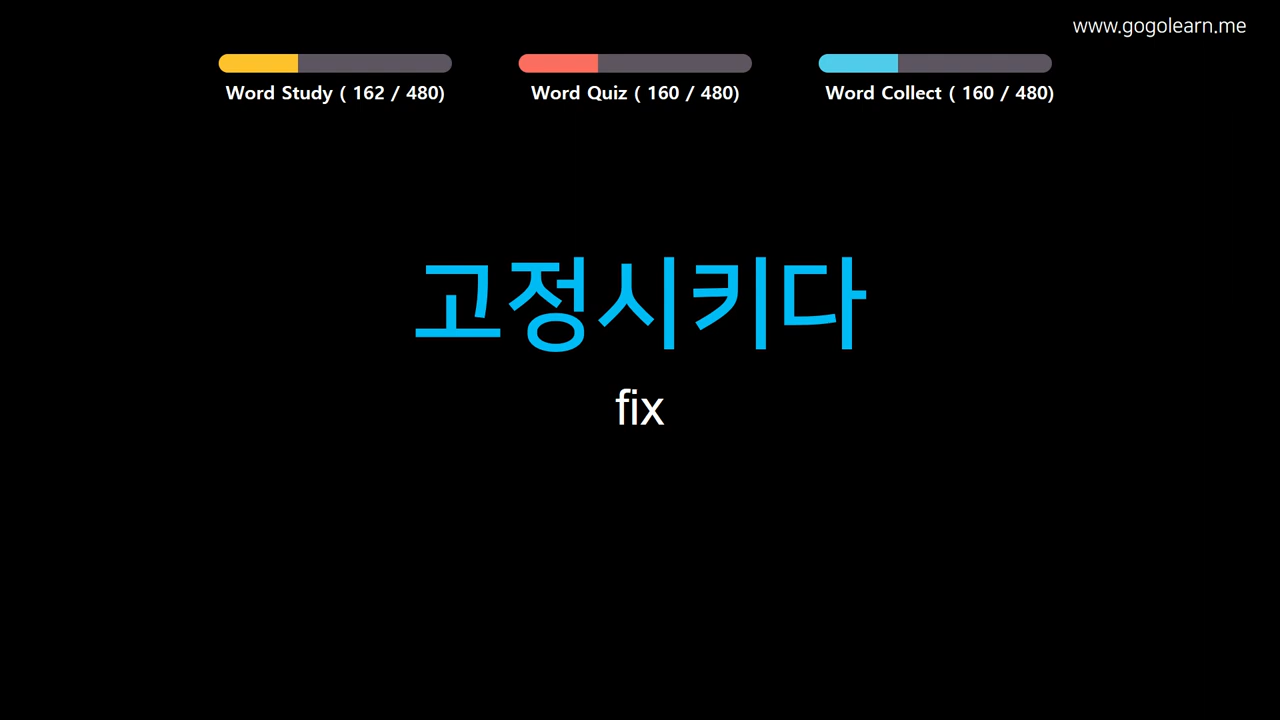 www.gogolearn.me
Word Study ( 162 / 480)
Word Quiz ( 160 / 480)
Word Collect ( 160 / 480)
고정시키다
fix